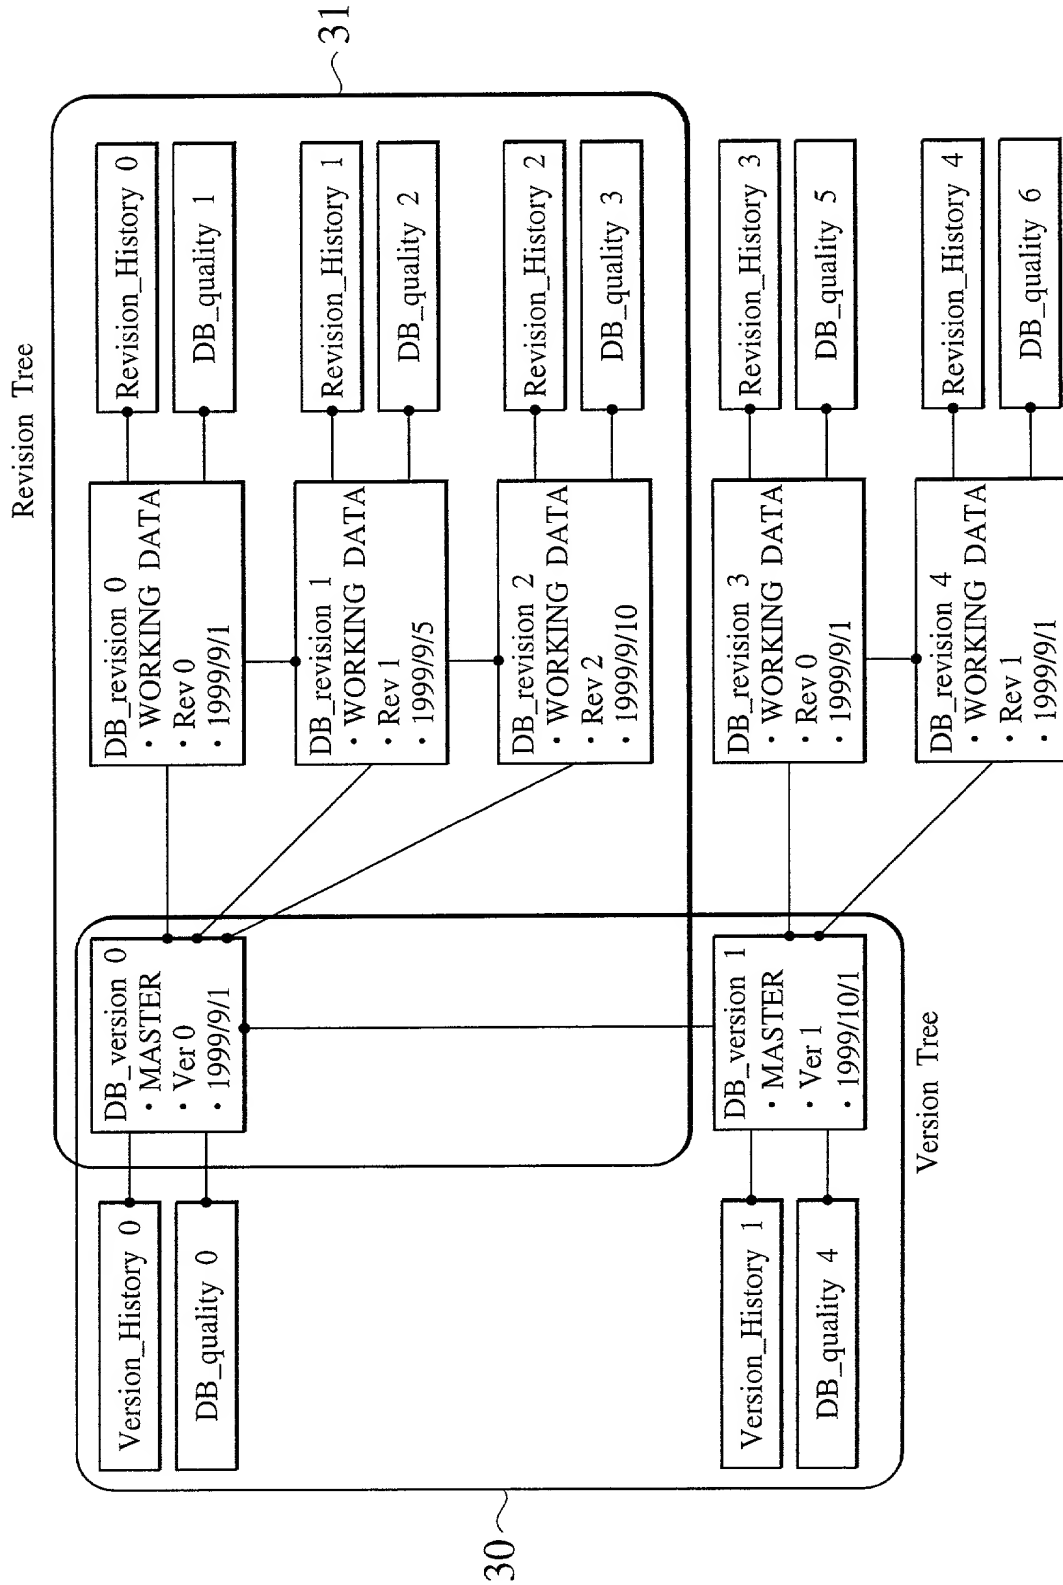 Revision Tree
31
Version_History 0
DB_quality 0
DB_version 0
・MASTER
・Ver 0
・1999/9/1
DB_revision 0
・WORKING DATA
・Rev 0
・1999/9/1
Revision_History 0
DB_quality 1
DB_revision 1
・WORKING DATA
・Rev 1
・1999/9/5
Revision_History 1
DB_quality 2
30
DB_revision 2
・WORKING DATA
Rev 2
・1999/9/10
Revision_History 2
DB_quality 3
Version_History 1
DB_quality 4
DB_version 1
・MASTER
・Ver 1
・1999/10/1
DB_revision 3
・WORKING DATA
・Rev 0
・1999/9/1
Revision_History 3
DB_quality 5
Version Tree
DB_revision 4
・WORKING DATA
・Rev 1
・1999/9/1
Revision_History 4
DB_quality 6